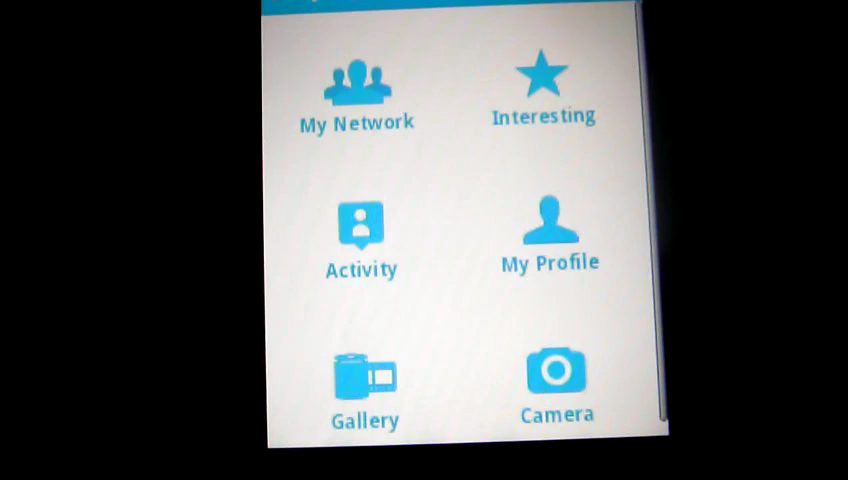 My Network
Interesting
Activity
My Profile
Gallery
Camera